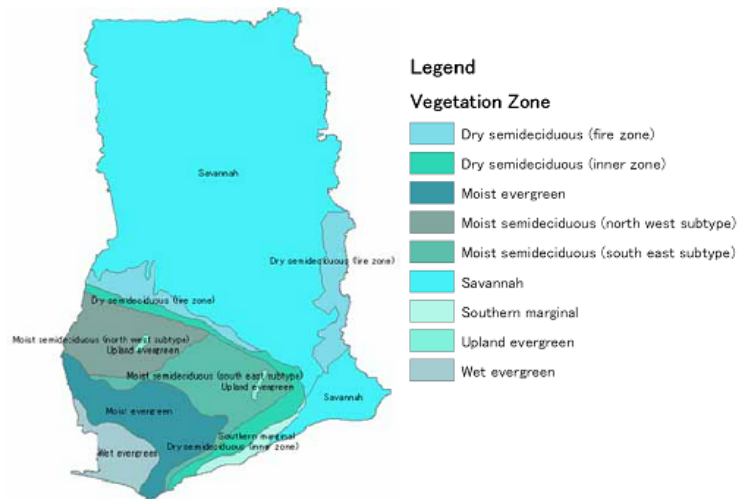 Legend
Vegetation Zone
Dry semideciduous (fire zone)
Dry semideciduous (inner zone)
Moist evergreen
Moist semideciduous (north west subtype)
Moist semideciduous (south east subtype)
Savannah
Southern marginal
Upland evergreen
Wet evergreen
Savannah
Dry semideciduous (fire zone)
Dry semideciduous (fire zone)
Moist semideciduous (north west subtype)
Upland evergreen
Moist semideciduous (south east subtype)
Upland evergreen
Savannah
Moist evergreen
Southern marginal
Dry semideciduous (inner zone)
Wet evergreen